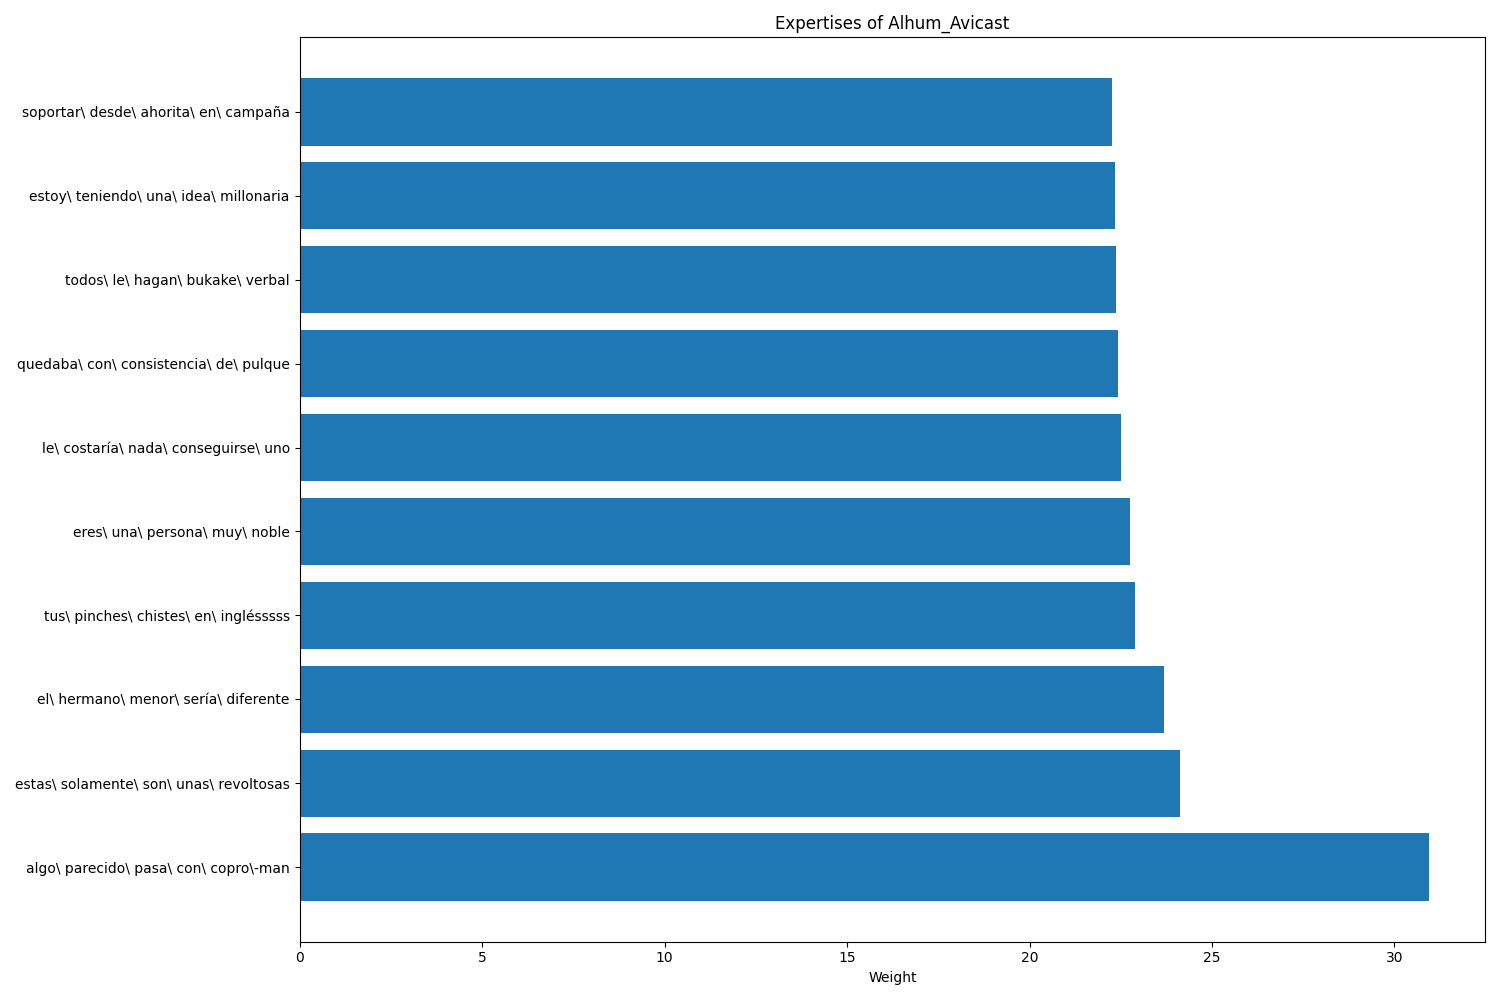 Expertises of Alhum_Avicast
soportar\ desde\ ahorita\ en\ campaña
estoy\ teniendo\ una\ idea\ millonaria
todos\ le\ hagan\ bukake\ verbal
quedaba\ con\ consistencia\ de\ pulque
le\ costaría\ nada\ conseguirse\ uno
eres\ una\ persona\ muy\ noble
tus\ pinches\ chistes\ en\ inglésssss
el\ hermano\ menor\ sería\ diferente
estas\ solamente\ son\ unas\ revoltosas
algo\ parecido\ pasa\ con\ copro\-man
0 5 10 15 20 25 30
Weight